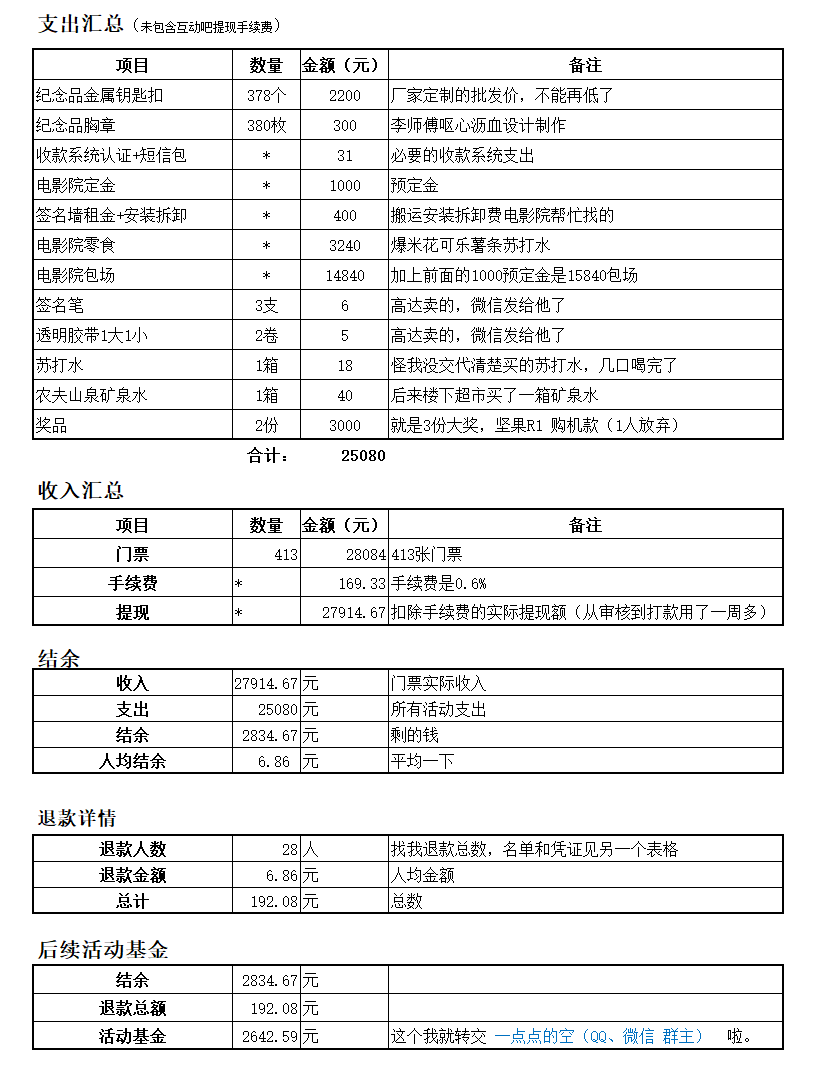 支出汇总（未包含互动吧提现手续费）
项目 数量 金额（元） 备注
纪念品金属钥匙扣 378个 2200 厂家定制的批发价，不能再低了
纪念品胸章 380枚 300 李师傅呕心沥血设计制作
收款系统认证+短信包 * 31 必要的收款系统支出
电影院定金 * 1000 预定金
签名墙租金+安装拆卸 * 400 搬运安装拆卸费电影院帮忙找的
电影院零食 * 3240 爆米花可乐薯条苏打水
电影院包场 * 14840 加上前面的1000预定金是15840包场
签名笔 3支 6 高达卖的，微信发给他了
透明胶带1大1小 2卷 5 高达卖的，微信发给他了
苏打水 1箱 18 怪我没交代清楚买的苏打水，几口喝完了
农夫山泉矿泉水 1箱 40 后来楼下超市买了一箱矿泉水
奖品 2份 3000 就是3份大奖，坚果R1 购机款（1人放弃）
合计： 25080
收入汇总
项目 数量 金额（元） 备注
门票 413 28084 413张门票
手续费 * 169.33 手续费是0.6%
提现 * 27914.67 扣除手续费的实际提现额（从审核到打款用了一周多）
结余
收入 27914.67 元 门票实际收入
支出 25080 元 所有活动支出
结余 2834.67 元 剩的钱
人均结余 6.86 元 平均一下
退款详情
退款人数 28 人 找我退款总数，名单和凭证见另一个表格
退款金额 6.86 元 人均金额
总计 192.08 元 总数
后续活动基金
结余 2834.67 元
退款总额 192.08 元
活动基金 2642.59 元 这个我就转交 一点点的空（QQ、微信 群主） 啦。